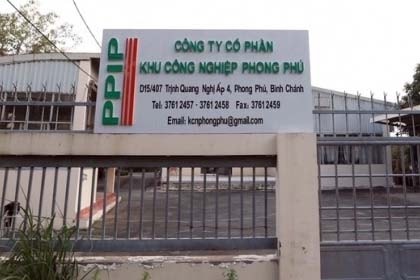 PPIP
CÔNG TY CỔ PHẦN
KHU CÔNG NGHIỆP PHONG PHÚ
D15/407 Trịnh Quang Nghị Ấp 4, Phong Phú, Bình Chánh
Tel: 3761 2457 - 3761 2458 Fax: 3761 2459
Email: kcnphongphu@gmail.com